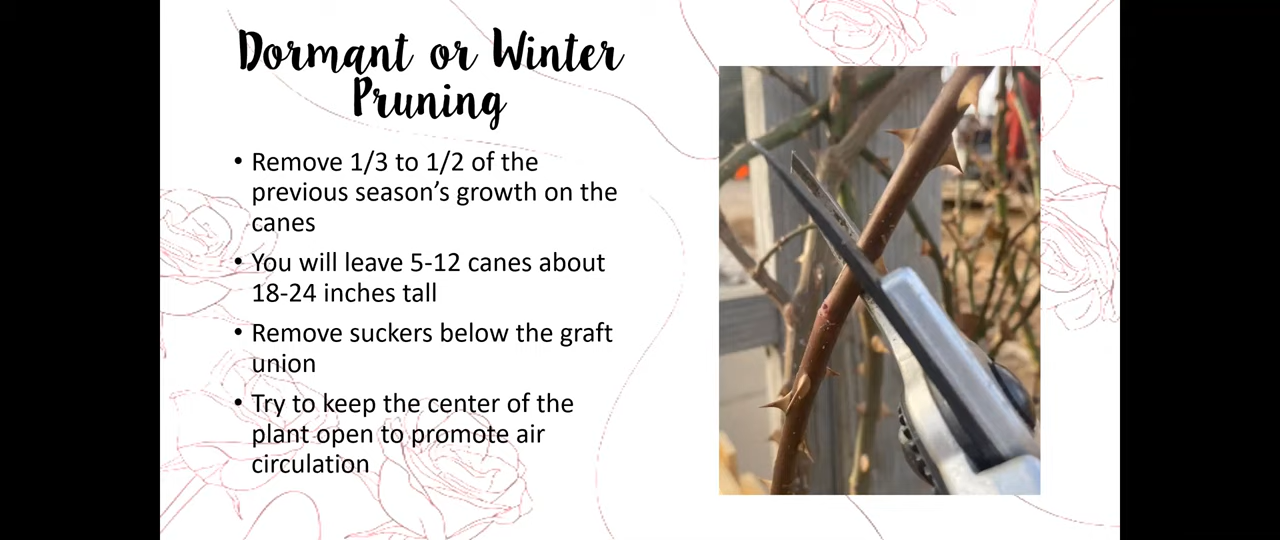 Dormant or Winter
Pruning
• Remove 1/3 to 1/2 of the
previous season’s growth on the
canes
• You will leave 5-12 canes about
18-24 inches tall
• Remove suckers below the graft
union
• Try to keep the center of the
plant open to promote air
circulation